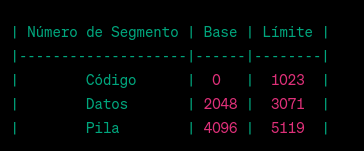 | Número de Segmento | Base | Límite |
|--------------------|------|--------|
| Código | 0 | 1023 |
| Datos | 2048 | 3071 |
| Pila | 4096 | 5119 |